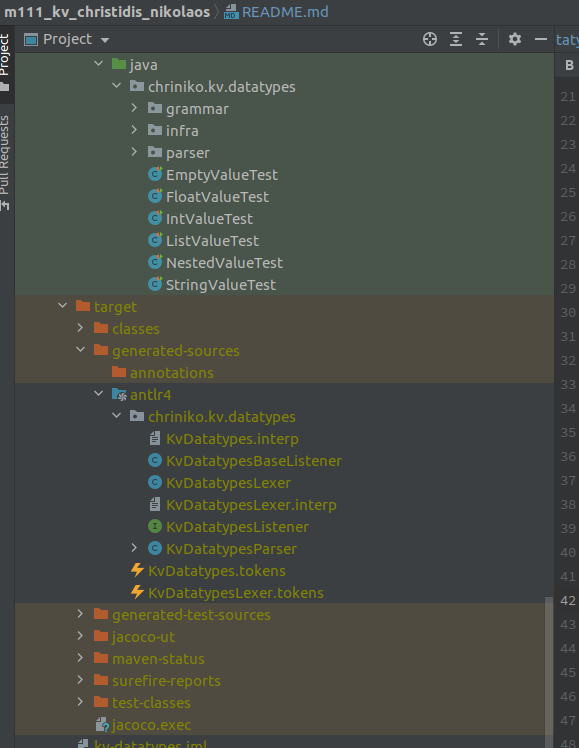 m111_kv_christidis_nikolaos
README.md
Project
Project
Pull Requests
java
chriniko.kv.datatypes
grammar
infra
parser
EmptyValueTest
FloatValueTest
IntValueTest
ListValueTest
NestedValueTest
StringValueTest
target
classes
generated-sources
annotations
antlr4
chriniko.kv.datatypes
KvDatatypes.interp
KvDatatypesBaseListener
KvDatatypesLexer
KvDatatypesLexer.interp
KvDatatypesListener
KvDatatypesParser
KvDatatypes.tokens
KvDatatypesLexer.tokens
generated-test-sources
jacoco-ut
maven-status
surefire-reports
test-classes
jacoco.exec
kv-datatypes.iml
taty
B
21
22
23
24
25
26
27
28
29
30
31
32
33
34
35
36
37
38
39
40
41
42
43
44
45
46
47
48